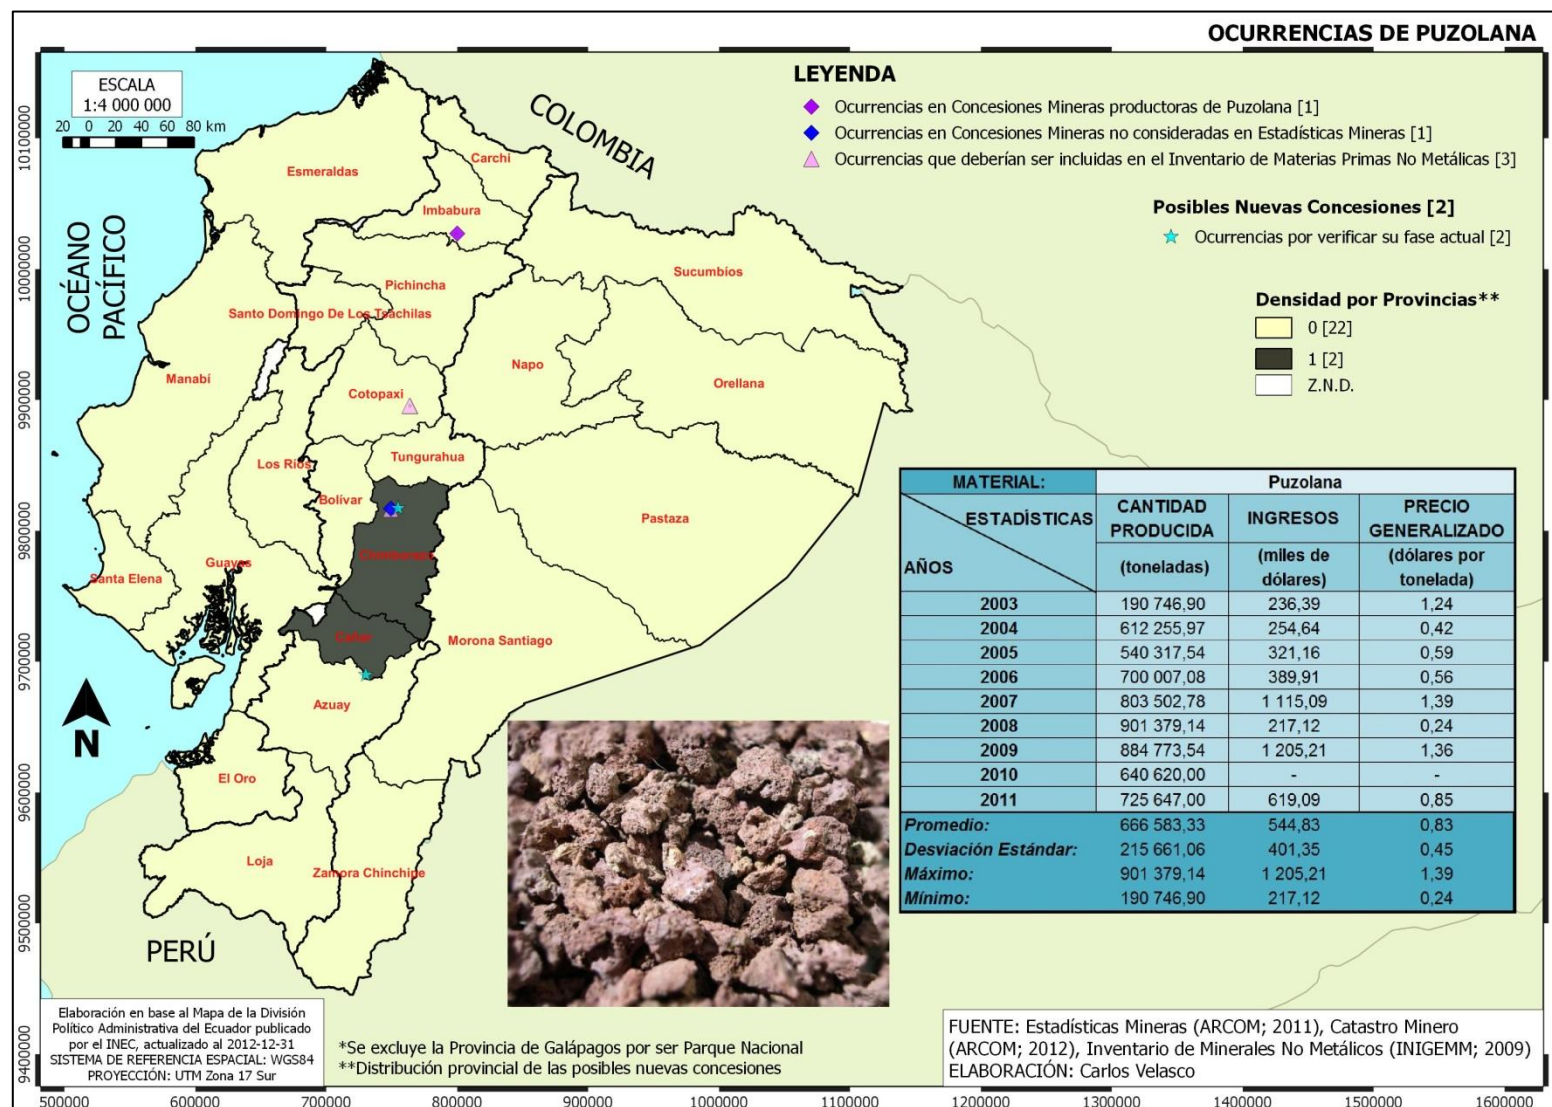 OCURRENCIAS DE PUZOLANA
ESCALA
1:4 000 000
20 0 20 40 60 80 km
LEYENDA
Ocurrencias en Concesiones Mineras productoras de Puzolana [1]
Ocurrencias en Concesiones Mineras no consideradas en Estadísticas Mineras [1]
Ocurrencias que deberían ser incluidas en el Inventario de Materias Primas No Metálicas [3]
Posibles Nuevas Concesiones [2]
Ocurrencias por verificar su fase actual [2]
Densidad por Provincias**
0 [22]
1 [2]
Z.N.D.
COLOMBIA
OCÉANO
PACÍFICO
PERÚ
N
Esmeraldas
Carchi
Imbabura
Sucumbíos
Pichincha
Santo Domingo De Los Tsáchilas
Manabí
Napo
Orellana
Cotopaxi
Los Ríos
Tungurahua
Bolívar
Pastaza
Chimborazo
Guayas
Santa Elena
Cañar
Morona Santiago
Azuay
El Oro
Loja
Zamora Chinchipe
MATERIAL: Puzolana
ESTADÍSTICAS CANTIDAD PRODUCIDA INGRESOS PRECIO GENERALIZADO
AÑOS (toneladas) (miles de dólares) (dólares por tonelada)
2003 190 746,90 236,39 1,24
2004 612 255,97 254,64 0,42
2005 540 317,54 321,16 0,59
2006 700 007,08 389,91 0,56
2007 803 502,78 1 115,09 1,39
2008 901 379,14 217,12 0,24
2009 884 773,54 1 205,21 1,36
2010 640 620,00 - -
2011 725 647,00 619,09 0,85
Promedio: 666 583,33 544,83 0,83
Desviación Estándar: 215 661,06 401,35 0,45
Máximo: 901 379,14 1 205,21 1,39
Mínimo: 190 746,90 217,12 0,24
Elaboración en base al Mapa de la División
Político Administrativa del Ecuador publicado
por el INEC, actualizado al 2012-12-31
SISTEMA DE REFERENCIA ESPACIAL: WGS84
PROYECCIÓN: UTM Zona 17 Sur
*Se excluye la Provincia de Galápagos por ser Parque Nacional
**Distribución provincial de las posibles nuevas concesiones
FUENTE: Estadísticas Mineras (ARCOM; 2011), Catastro Minero
(ARCOM; 2012), Inventario de Minerales No Metálicos (INIGEMM; 2009)
ELABORACIÓN: Carlos Velasco
10100000
10000000
9900000
9800000
9700000
9600000
9500000
9400000
500000 600000 700000 800000 900000 1000000 1100000 1200000 1300000 1400000 1500000 1600000